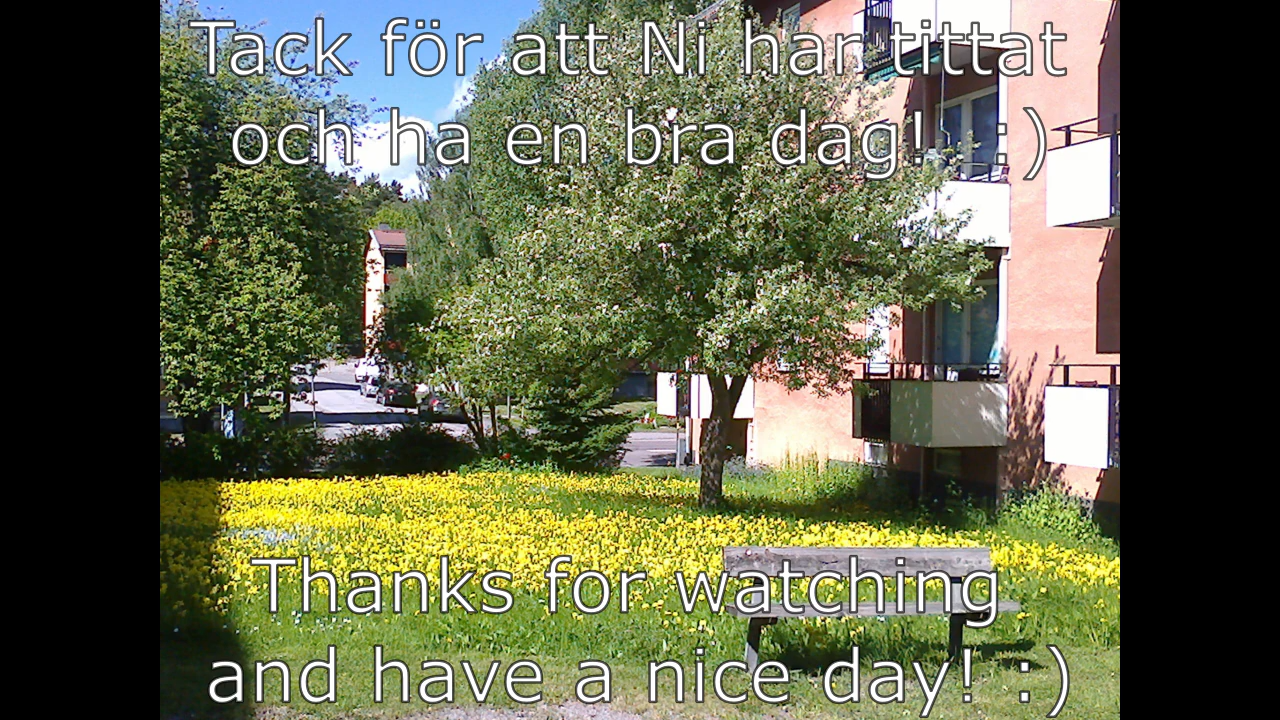 Tack för att Ni har tittat
och ha en bra dag! :)
Thanks for watching
and have a nice day! :)